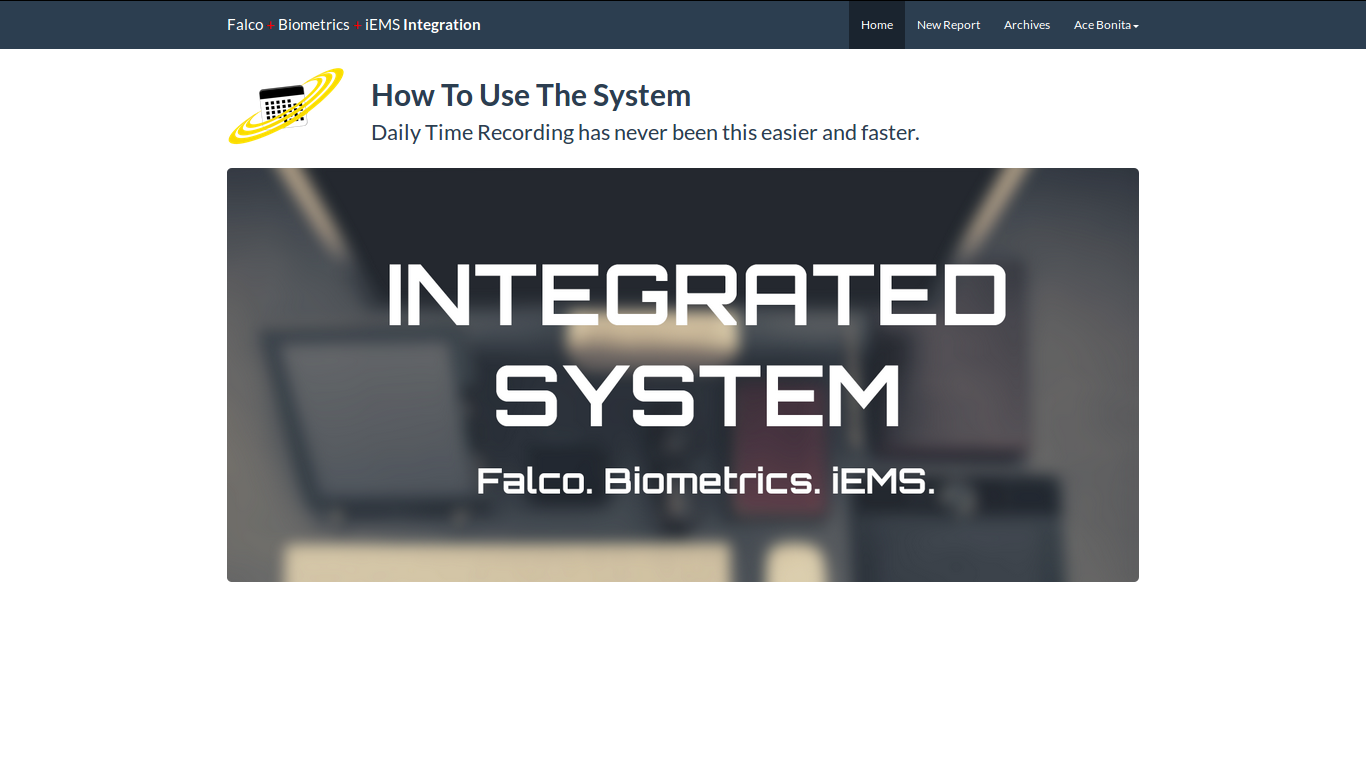 Falco + Biometrics + iEMS Integration
Home New Report Archives Ace Bonita
How To Use The System
Daily Time Recording has never been this easier and faster.
INTEGRATED
SYSTEM
Falco. Biometrics. iEMS.